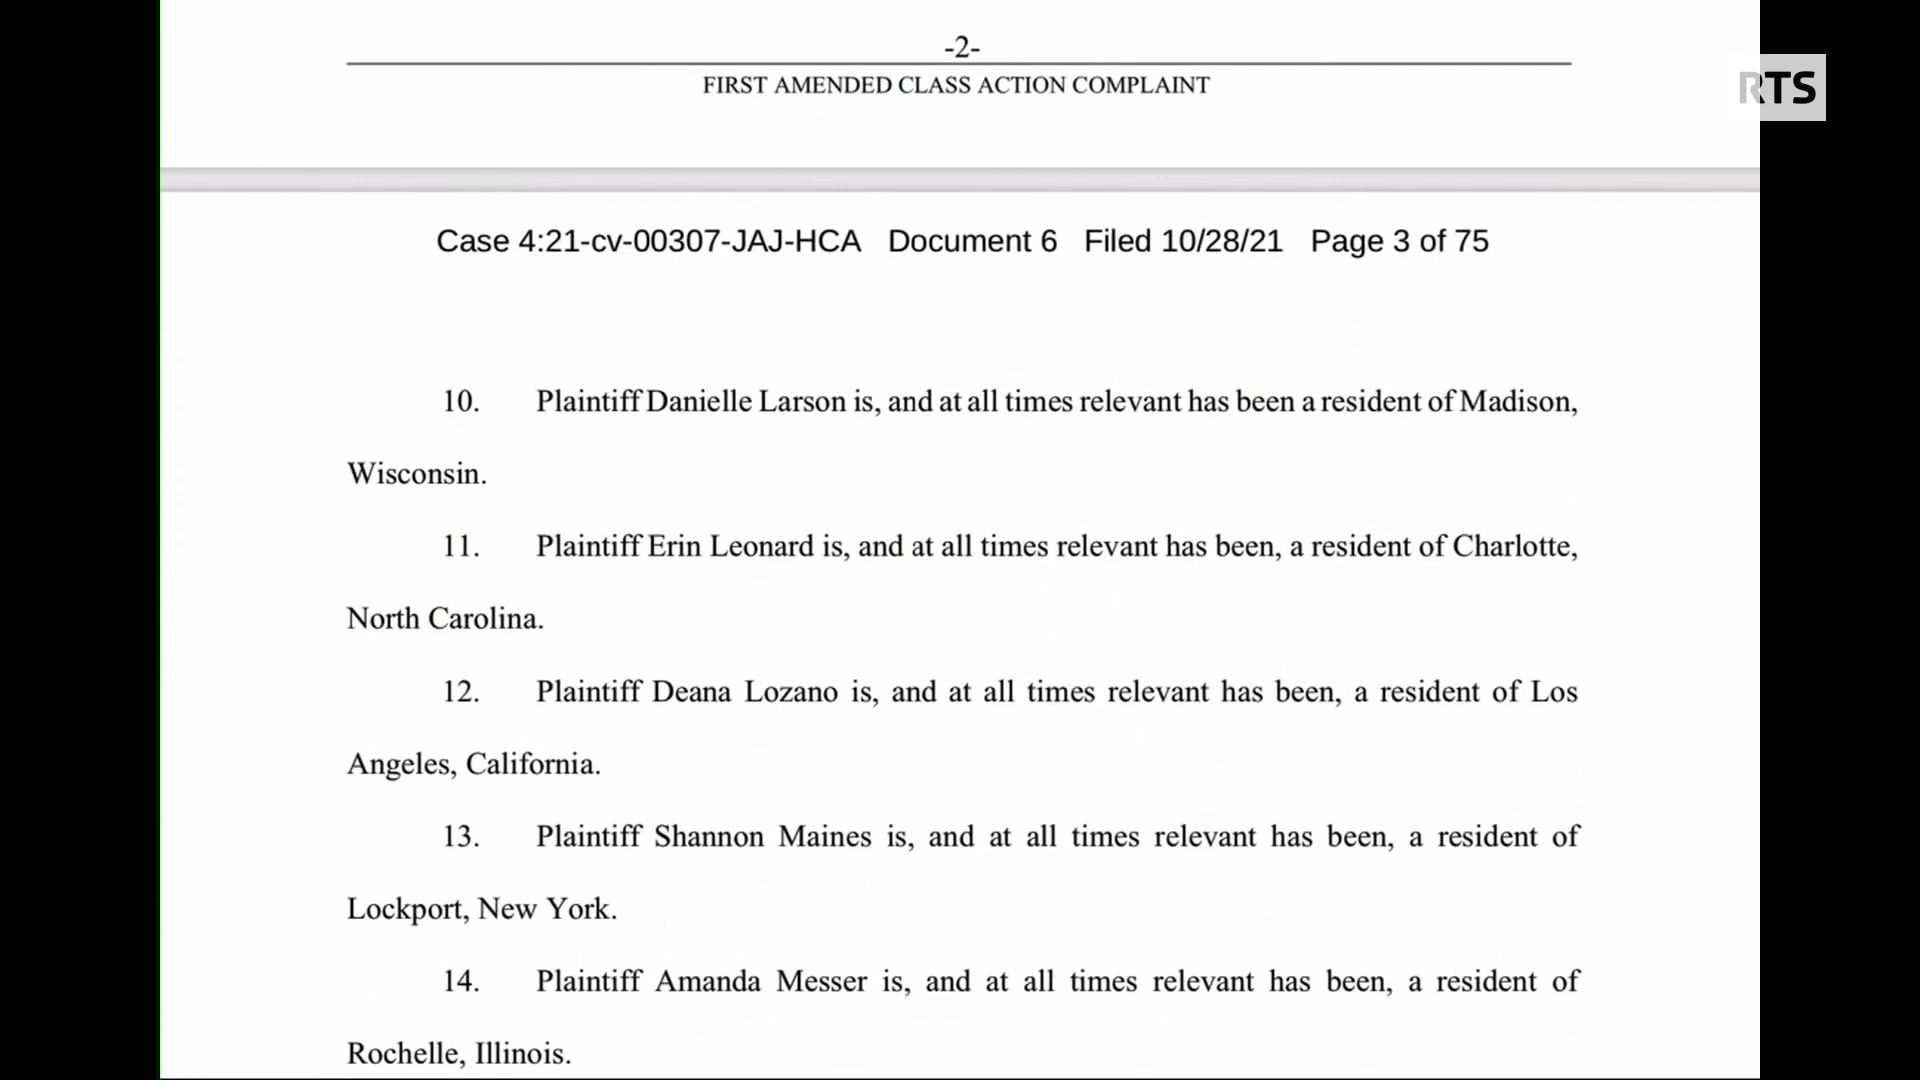 -2-
FIRST AMENDED CLASS ACTION COMPLAINT
RTS
Case 4:21-cv-00307-JAJ-HCA Document 6 Filed 10/28/21 Page 3 of 75
10. Plaintiff Danielle Larson is, and at all times relevant has been a resident of Madison,
Wisconsin.
11. Plaintiff Erin Leonard is, and at all times relevant has been, a resident of Charlotte,
North Carolina.
12. Plaintiff Deana Lozano is, and at all times relevant has been, a resident of Los
Angeles, California.
13. Plaintiff Shannon Maines is, and at all times relevant has been, a resident of
Lockport, New York.
14. Plaintiff Amanda Messer is, and at all times relevant has been, a resident of
Rochelle, Illinois.